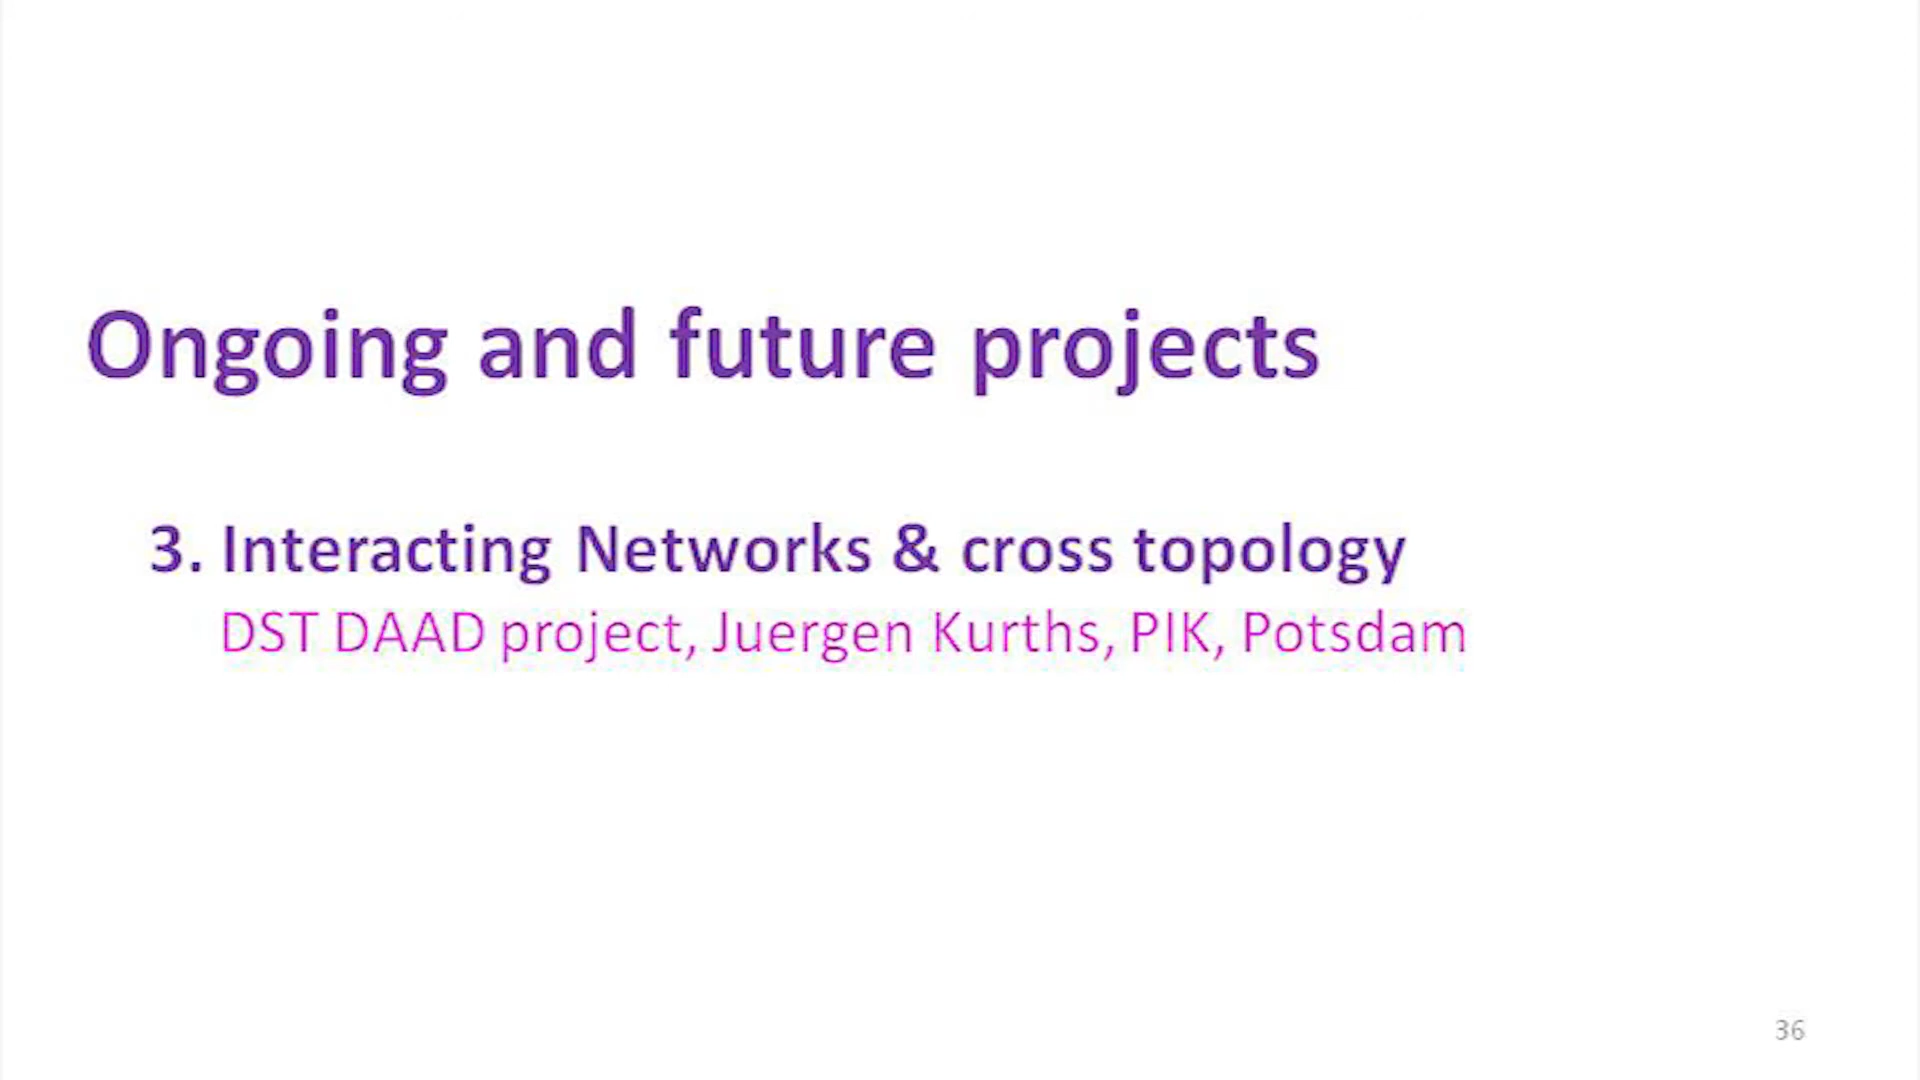 Ongoing and future projects
3. Interacting Networks & cross topology
DST DAAD project, Juergen Kurths, PIK, Potsdam
36